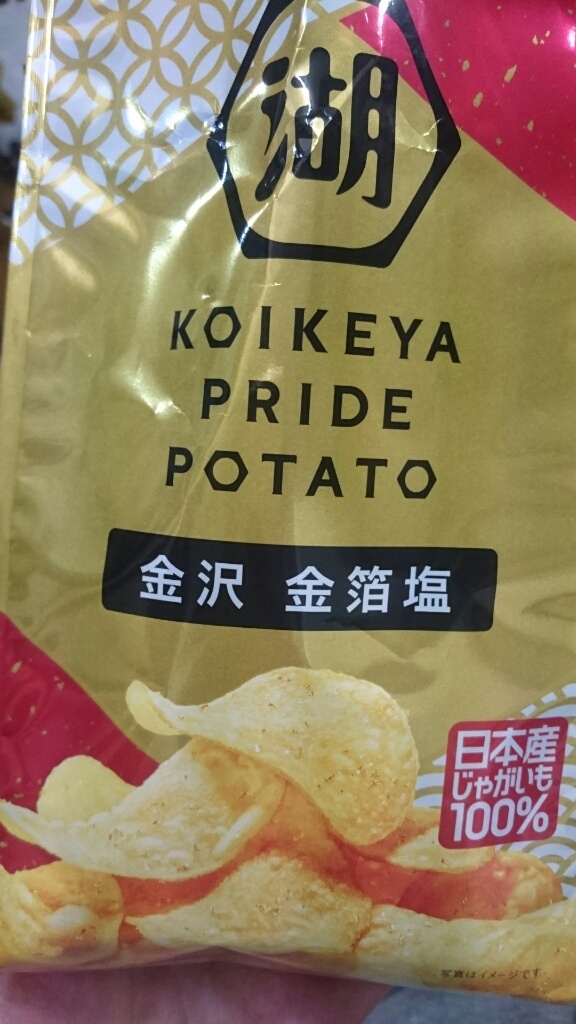 湖
KOIKEYA
PRIDE
POTATO
金沢 金箔塩
日本産
じゃがいも
100%
写真はイメージです